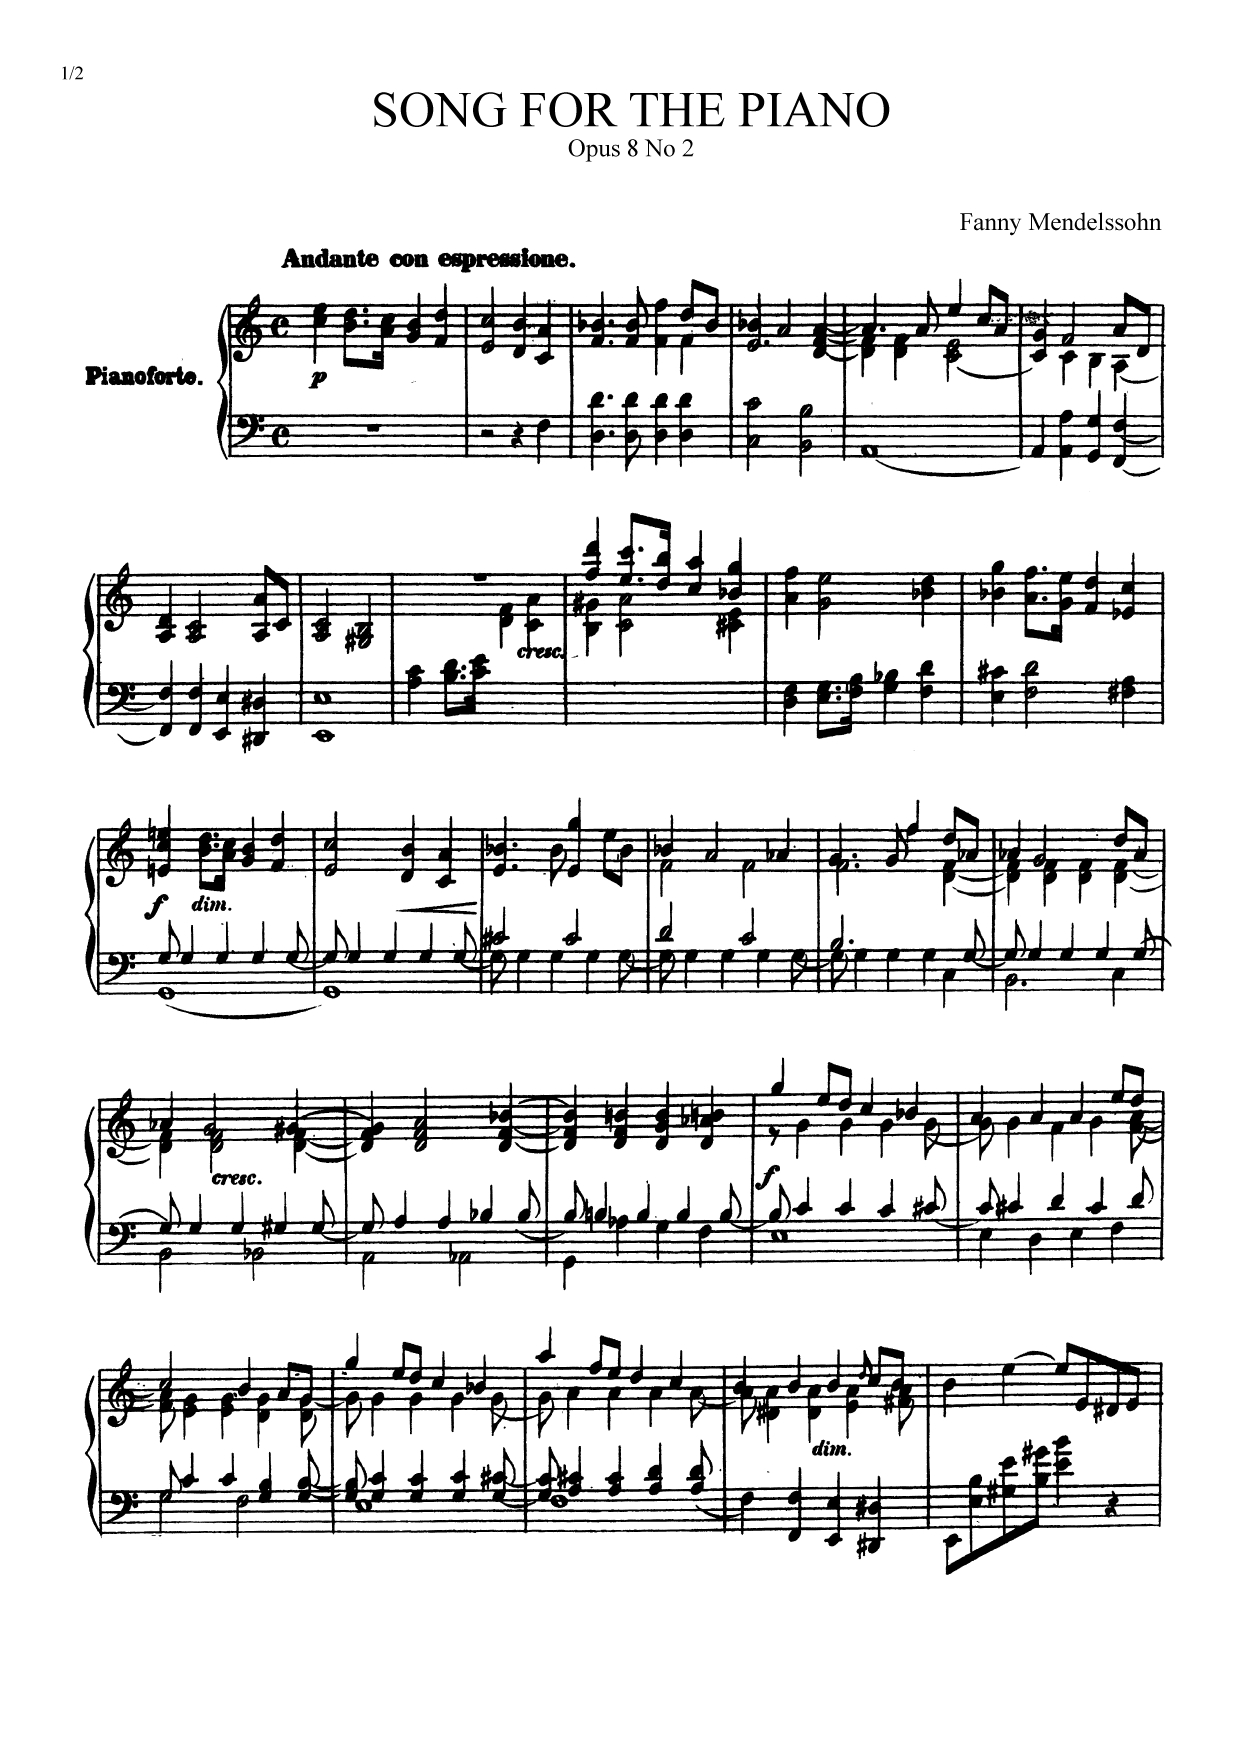 1/2
SONG FOR THE PIANO
Opus 8 No 2
Fanny Mendelssohn
Andante con espressione.
Pianoforte.
p
cresc.
f dim.
cresc.
f
dim.